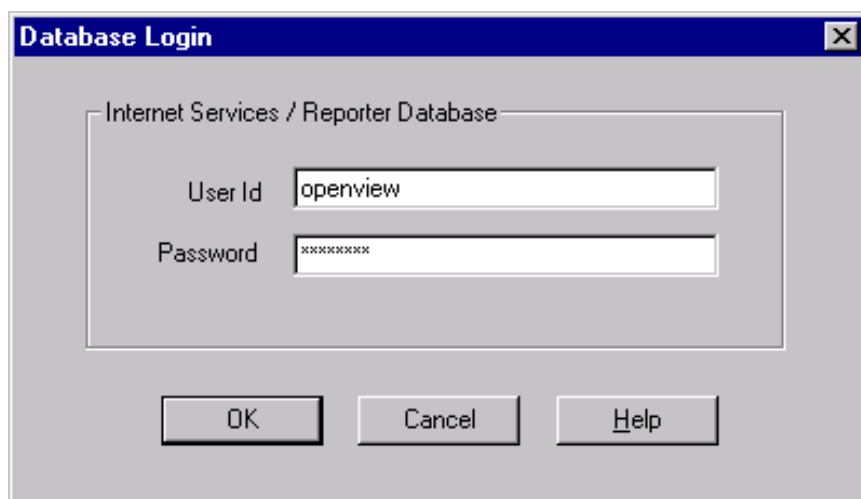 Database Login
Internet Services / Reporter Database
User Id openview
Password ********
OK Cancel Help